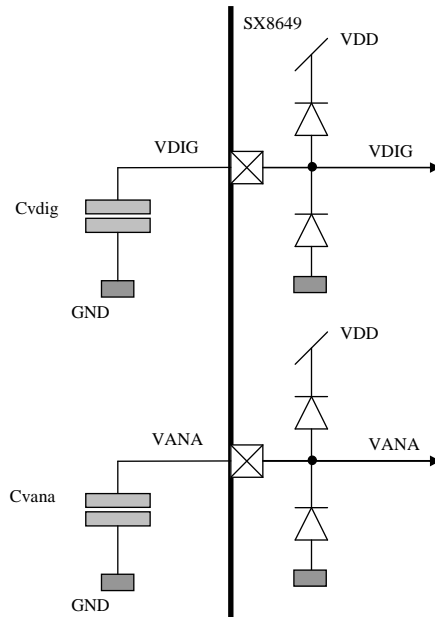 SX8649
VDD
VDIG
VDIG
Cvdig
GND
VDD
VANA
VANA
Cvana
GND